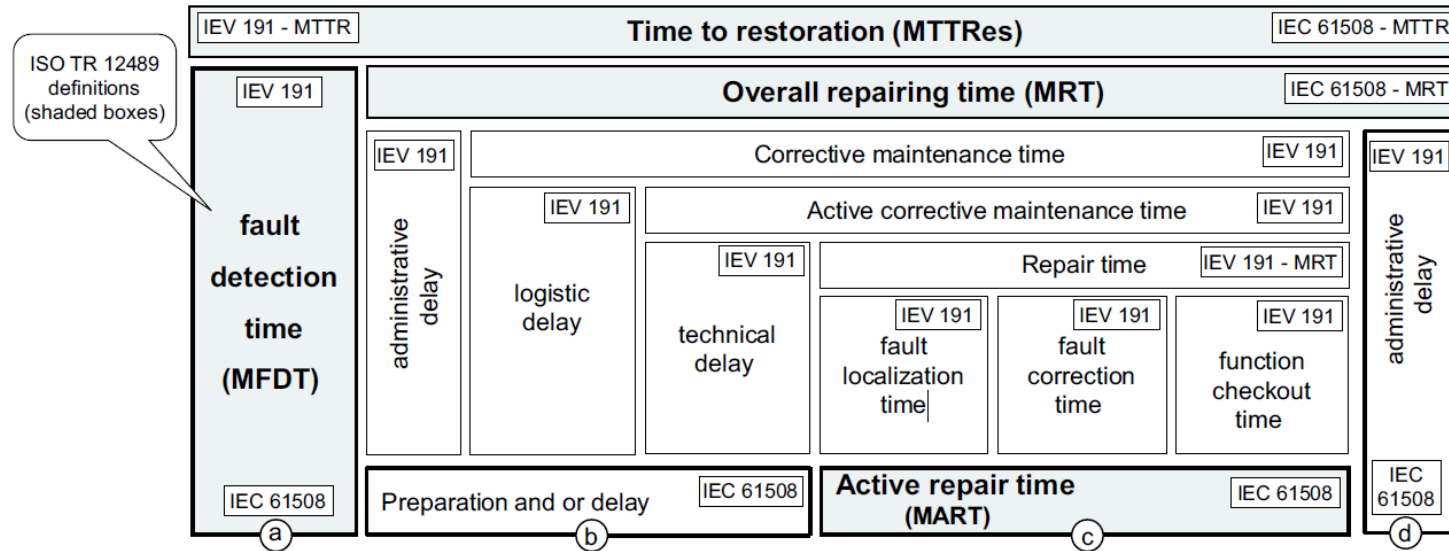 IEV 191 - MTTR
Time to restoration (MTTRes)
IEC 61508 - MTTR
ISO TR 12489
definitions
(shaded boxes)
IEV 191
fault
detection
time
(MFDT)
IEC 61508
a
Overall repairing time (MRT)
IEC 61508 - MRT
IEV 191
administrative
delay
Corrective maintenance time
IEV 191
IEV 191
logistic
delay
Active corrective maintenance time
IEV 191
IEV 191
technical
delay
Repair time
IEV 191 - MRT
IEV 191
fault
localization
time
IEV 191
fault
correction
time
IEV 191
function
checkout
time
Preparation and or delay
IEC 61508
b
Active repair time
(MART)
IEC 61508
c
IEV 191
administrative
delay
IEC
61508
d